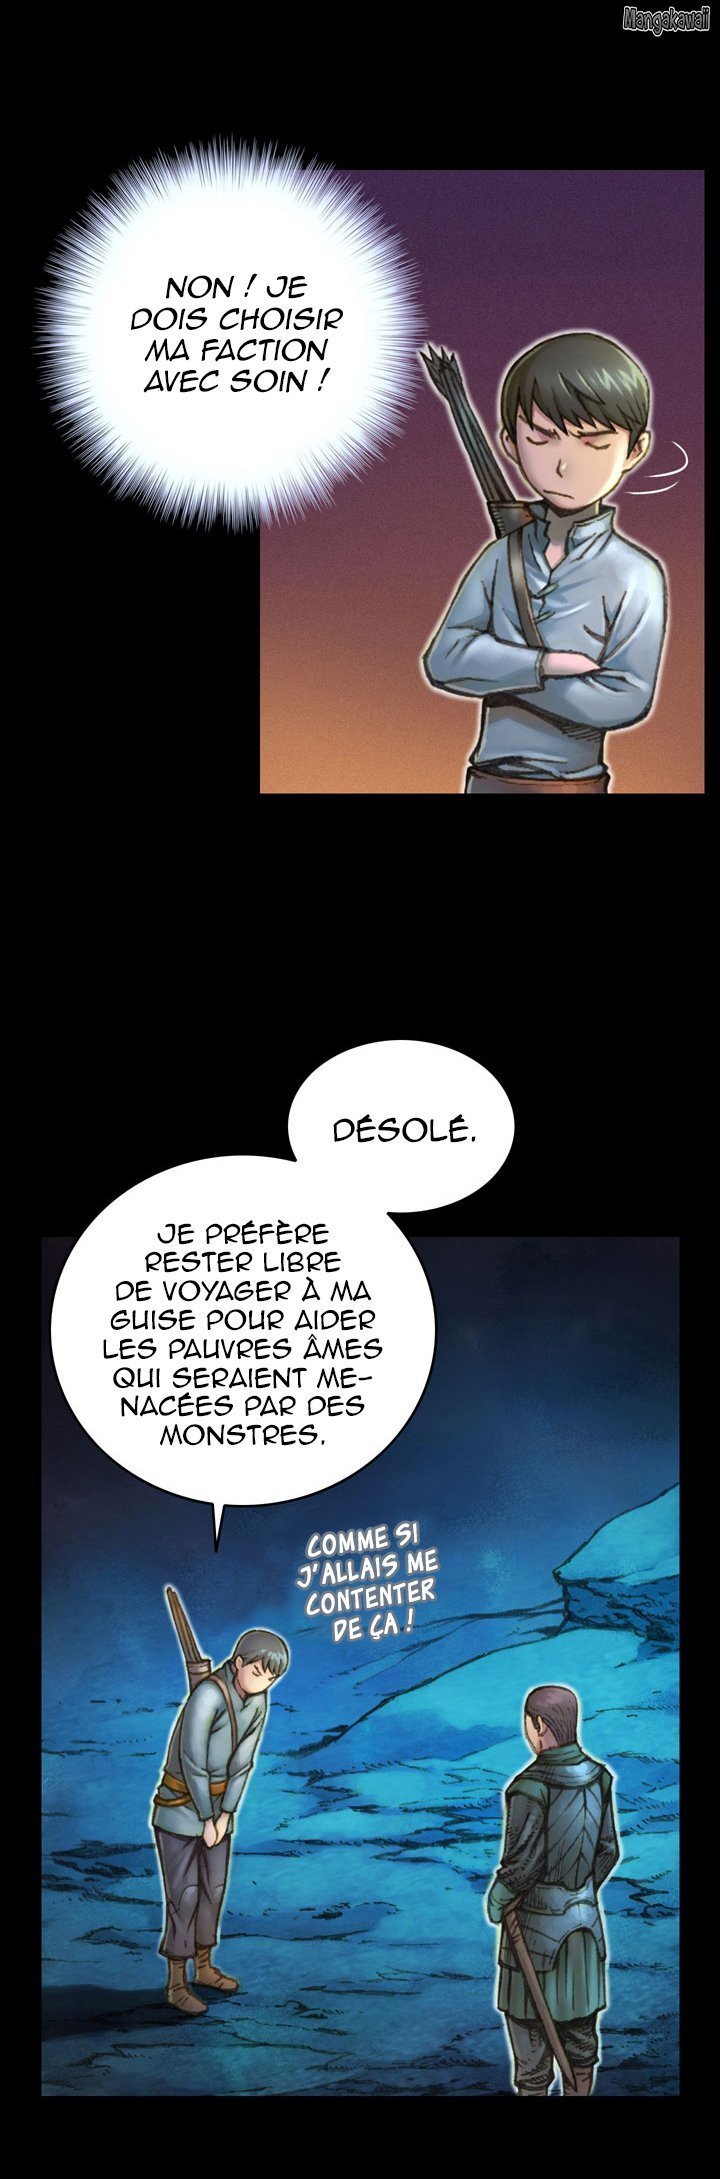 Mangakawaii
NON ! JE
DOIS CHOISIR
MA FACTION
AVEC SOIN !
DÉSOLÉ.
JE PRÉFÈRE
RESTER LIBRE
DE VOYAGER À MA
GUISE POUR AIDER
LES PAUVRES ÂMES
QUI SERAIENT ME-
NACÉES PAR DES
MONSTRES.
COMME SI
J'ALLAIS ME
CONTENTER
DE ÇA !